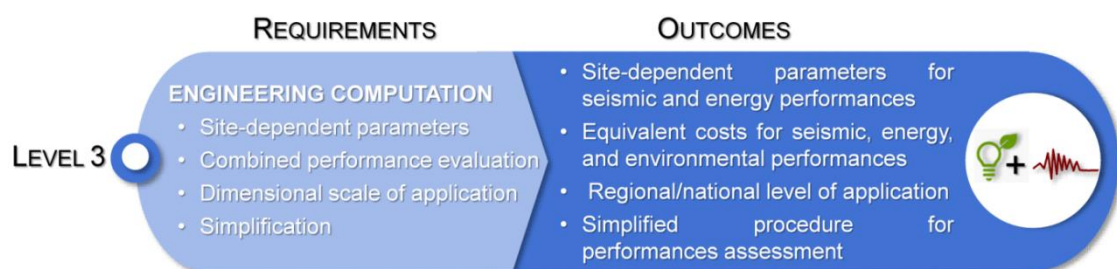 REQUIREMENTS
OUTCOMES
LEVEL 3
ENGINEERING COMPUTATION
• Site-dependent parameters
• Combined performance evaluation
• Dimensional scale of application
• Simplification
• Site-dependent parameters for
seismic and energy performances
• Equivalent costs for seismic, energy,
and environmental performances
• Regional/national level of application
• Simplified procedure for
performances assessment
+